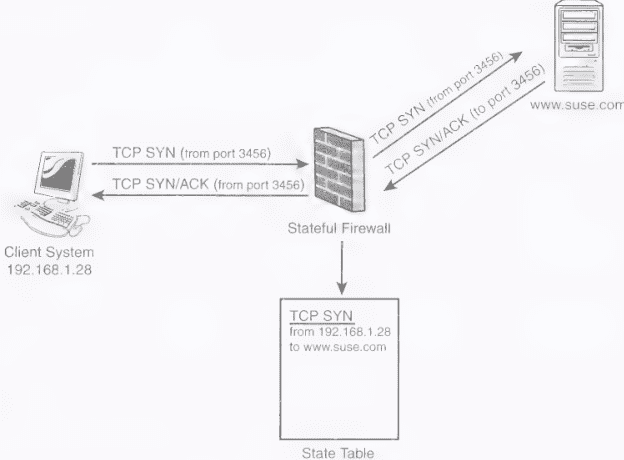 www.suse.com
TCP SYN (from port 3456)
TCP SYN/ACK (to port 3456)
TCP SYN (from port 3456)
TCP SYN/ACK (from port 3456)
Stateful Firewall
Client System
192.168.1.28
TCP SYN
from 192.168.1.28
to www.suse.com
State Table